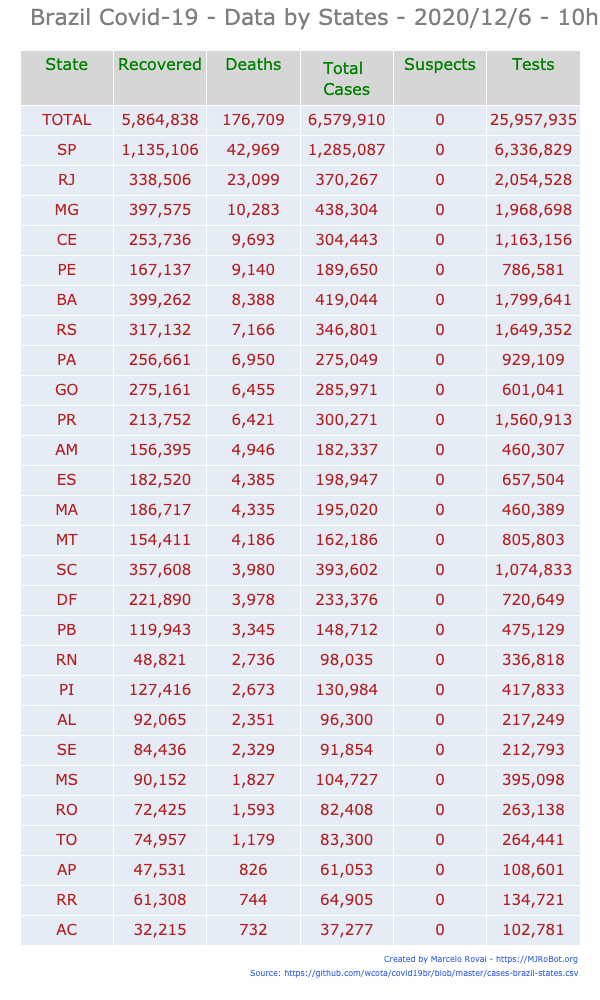 Brazil Covid-19 - Data by States - 2020/12/6 - 10h
State Recovered Deaths Total Cases Suspects Tests
TOTAL 5,864,838 176,709 6,579,910 0 25,957,935
SP 1,135,106 42,969 1,285,087 0 6,336,829
RJ 338,506 23,099 370,267 0 2,054,528
MG 397,575 10,283 438,304 0 1,968,698
CE 253,736 9,693 304,443 0 1,163,156
PE 167,137 9,140 189,650 0 786,581
BA 399,262 8,388 419,044 0 1,799,641
RS 317,132 7,166 346,801 0 1,649,352
PA 256,661 6,950 275,049 0 929,109
GO 275,161 6,455 285,971 0 601,041
PR 213,752 6,421 300,271 0 1,560,913
AM 156,395 4,946 182,337 0 460,307
ES 182,520 4,385 198,947 0 657,504
MA 186,717 4,335 195,020 0 460,389
MT 154,411 4,186 162,186 0 805,803
SC 357,608 3,980 393,602 0 1,074,833
DF 221,890 3,978 233,376 0 720,649
PB 119,943 3,345 148,712 0 475,129
RN 48,821 2,736 98,035 0 336,818
PI 127,416 2,673 130,984 0 417,833
AL 92,065 2,351 96,300 0 217,249
SE 84,436 2,329 91,854 0 212,793
MS 90,152 1,827 104,727 0 395,098
RO 72,425 1,593 82,408 0 263,138
TO 74,957 1,179 83,300 0 264,441
AP 47,531 826 61,053 0 108,601
RR 61,308 744 64,905 0 134,721
AC 32,215 732 37,277 0 102,781
Created by Marcelo Rovai - https://MJRoBot.org
Source: https://github.com/wcota/covid19br/blob/master/cases-brazil-states.csv